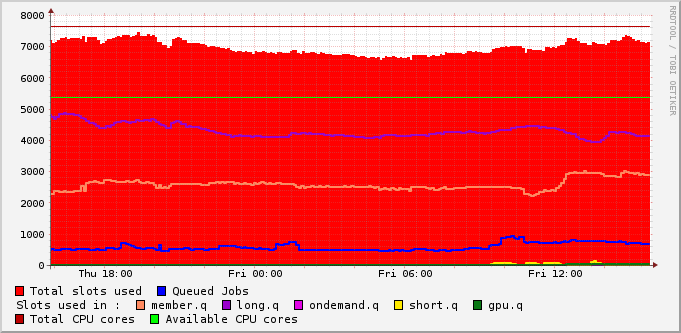 8000
7000
6000
5000
4000
3000
2000
1000
0
Thu 18:00 Fri 00:00 Fri 06:00 Fri 12:00
RRDTOOL / TOBI OETIKER
Total slots used Queued Jobs
Slots used in : member.q long.q ondemand.q short.q gpu.q
Total CPU cores Available CPU cores